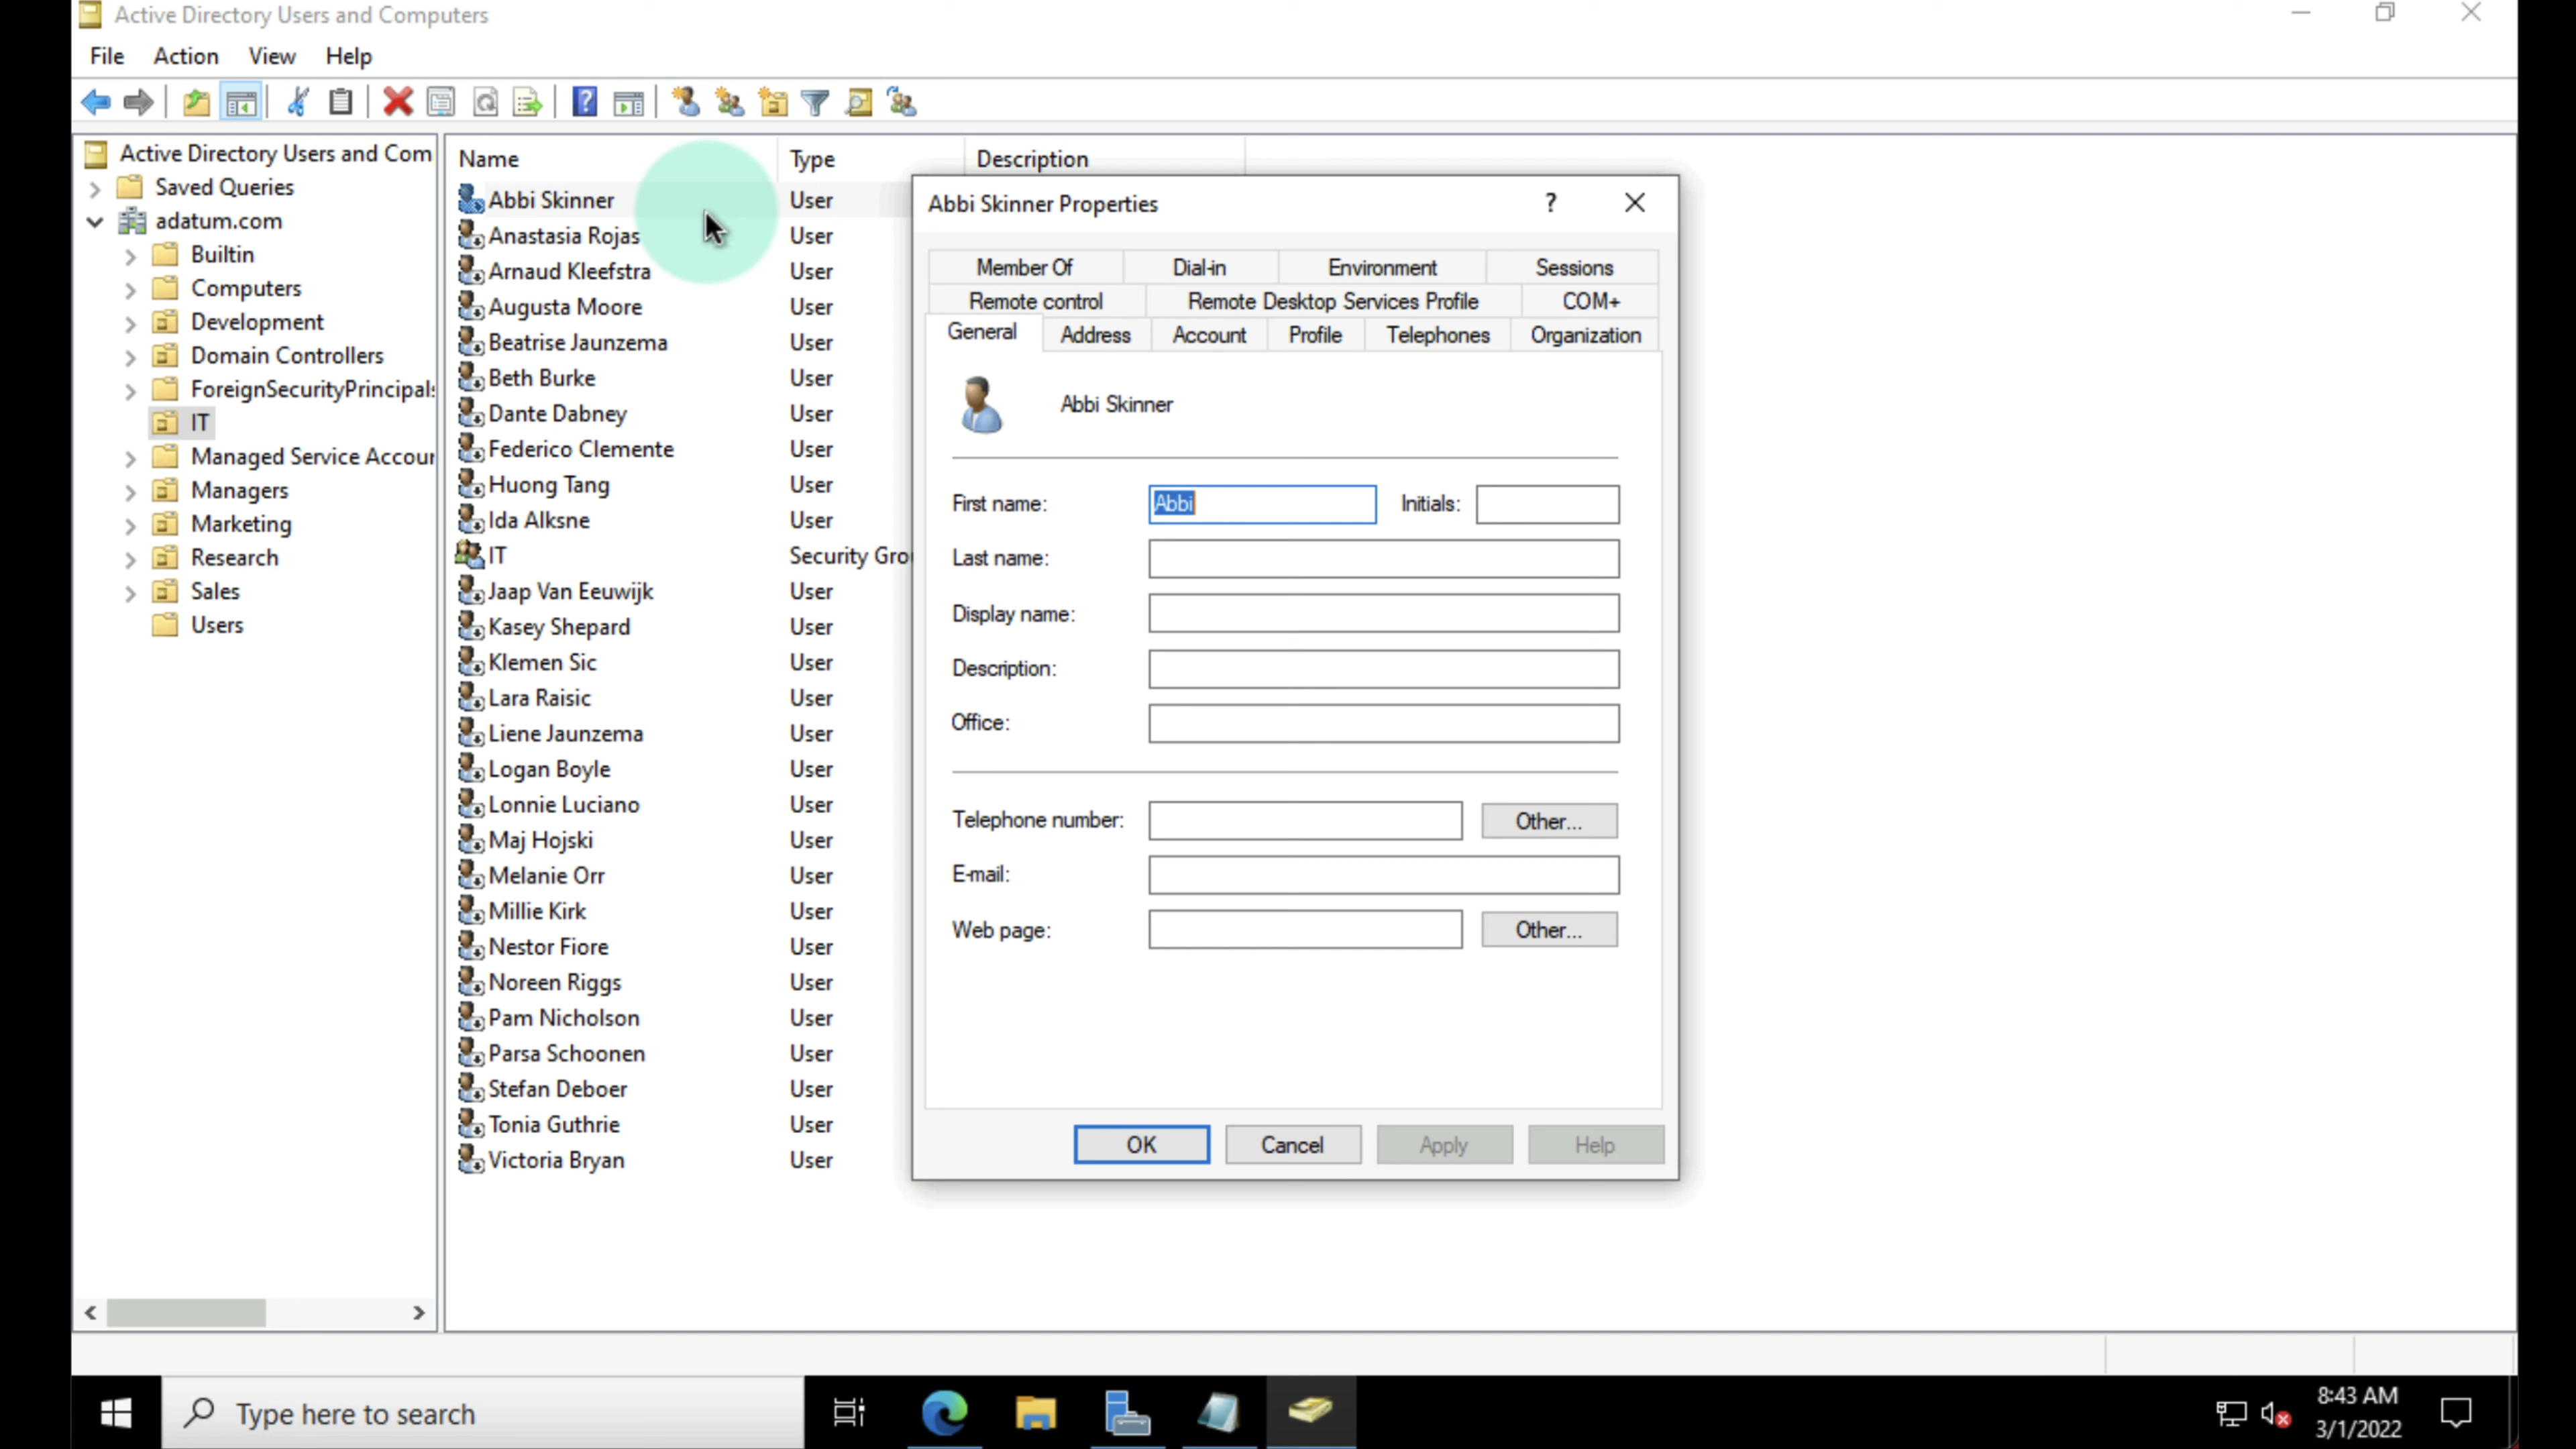 Active Directory Users and Computers
File Action View Help
Active Directory Users and Com
Saved Queries
adatum.com
Builtin
Computers
Development
Domain Controllers
ForeignSecurityPrincipals
IT
Managed Service Accour
Managers
Marketing
Research
Sales
Users
Name Type Description
Abbi Skinner User
Anastasia Rojas User
Arnaud Kleefstra User
Augusta Moore User
Beatrise Jaunzema User
Beth Burke User
Dante Dabney User
Federico Clemente User
Huong Tang User
Ida Alksne User
IT Security Gro
Jaap Van Eeuwijk User
Kasey Shepard User
Klemen Sic User
Lara Raisic User
Liene Jaunzema User
Logan Boyle User
Lonnie Luciano User
Maj Hojski User
Melanie Orr User
Millie Kirk User
Nestor Fiore User
Noreen Riggs User
Pam Nicholson User
Parsa Schoonen User
Stefan Deboer User
Tonia Guthrie User
Victoria Bryan User
Abbi Skinner Properties ?
Member Of Dial-in Environment Sessions
Remote control Remote Desktop Services Profile COM+
General Address Account Profile Telephones Organization
Abbi Skinner
First name: Abbi Initials:
Last name:
Display name:
Description:
Office:
Telephone number: Other...
E-mail:
Web page: Other...
OK Cancel Apply Help
Type here to search
8:43 AM
3/1/2022